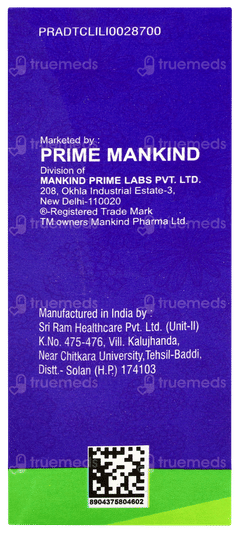 PRADTCLILI0028700
Marketed by :
PRIME MANKIND
Division of
MANKIND PRIME LABS PVT. LTD.
208, Okhla Industrial Estate-3,
New Delhi-110020
®-Registered Trade Mark
TM owners Mankind Pharma Ltd.
Manufactured in India by :
Sri Ram Healthcare Pvt. Ltd. (Unit-II)
K.No. 475-476, Vill. Kalujhanda,
Near Chitkara University,Tehsil-Baddi,
Distt.- Solan (H.P.) 174103
8904375804602
truemeds